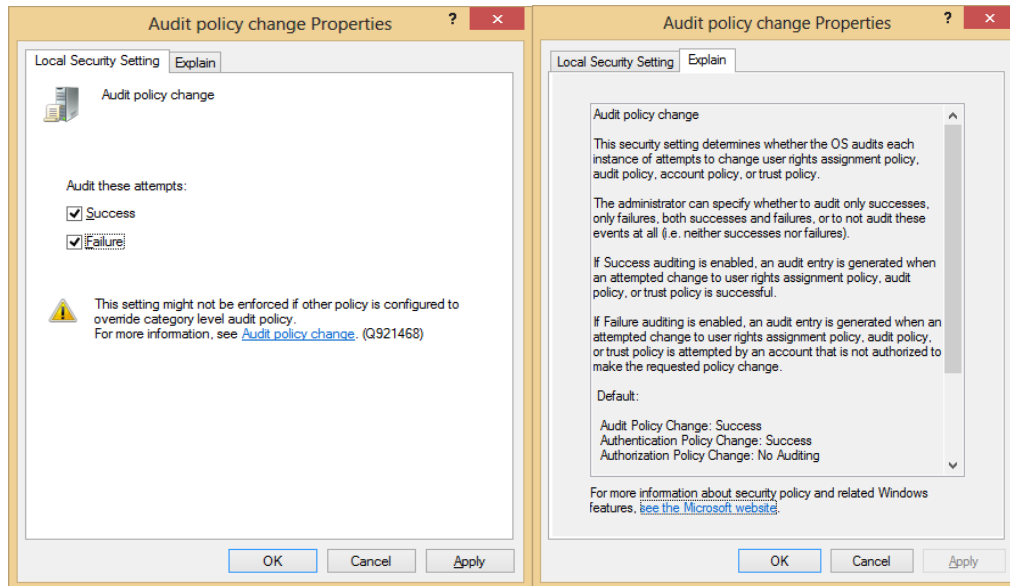 Audit policy change Properties
?
×
Local Security Setting
Explain
Audit policy change
Audit these attempts:
Success
Failure
This setting might not be enforced if other policy is configured to
override category level audit policy.
For more information, see Audit policy change. (Q921468)
OK
Cancel
Apply
Audit policy change Properties
?
×
Local Security Setting
Explain
Audit policy change
This security setting determines whether the OS audits each
instance of attempts to change user rights assignment policy,
audit policy, account policy, or trust policy.
The administrator can specify whether to audit only successes,
only failures, both successes and failures, or to not audit these
events at all (i.e. neither successes nor failures).
If Success auditing is enabled, an audit entry is generated when
an attempted change to user rights assignment policy, audit
policy, or trust policy is successful.
If Failure auditing is enabled, an audit entry is generated when an
attempted change to user rights assignment policy, audit policy,
or trust policy is attempted by an account that is not authorized to
make the requested policy change.
Default:
Audit Policy Change: Success
Authentication Policy Change: Success
Authorization Policy Change: No Auditing
For more information about security policy and related Windows
features, see the Microsoft website.
OK
Cancel
Apply